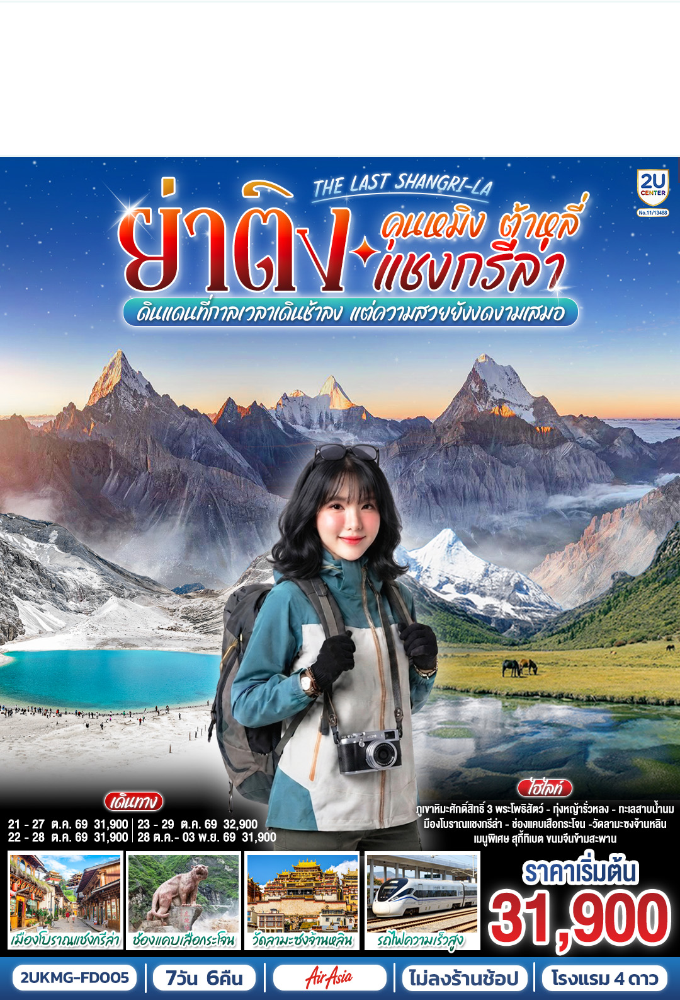 THE LAST SHANGRI-LA
2U
CENTER
No.11/13488
ย่าติง
คุนหมิง ต้าหลี่
แชงกรีล่า
ดินแดนที่กาลเวลาเดินช้าลง แต่ความสวยยังงดงามเสมอ
เดินทาง
21 - 27 ต.ค. 69 31,900
22 - 28 ต.ค. 69 31,900
23 - 29 ต.ค. 69 32,900
28 ต.ค.- 03 พ.ย. 69 31,900
ไฮไลท์
ภูเขาหิมะศักดิ์สิทธิ์ 3 พระโพธิสัตว์ - ทุ่งหญ้ารั่วหลง - ทะเลสาบน้ำนม
มืองโบราณแชงกรีล่า - ช่องแคบเสือกระโจน -วัดลามะซงจ้านหลิน
เมนูพิเศษ สุกี้ทิเบต ขนมจีนข้ามสะพาน
เมืองโบราณแชงกรีล่า
ช่องแคบเสือกระโจน
วัดลามะซงจ้านหลิน
รถไฟความเร็วสูง
ราคาเริ่มต้น
31,900
2UKMG-FD005
7วัน 6คืน
AirAsia
ไม่ลงร้านช้อป
โรงแรม 4 ดาว